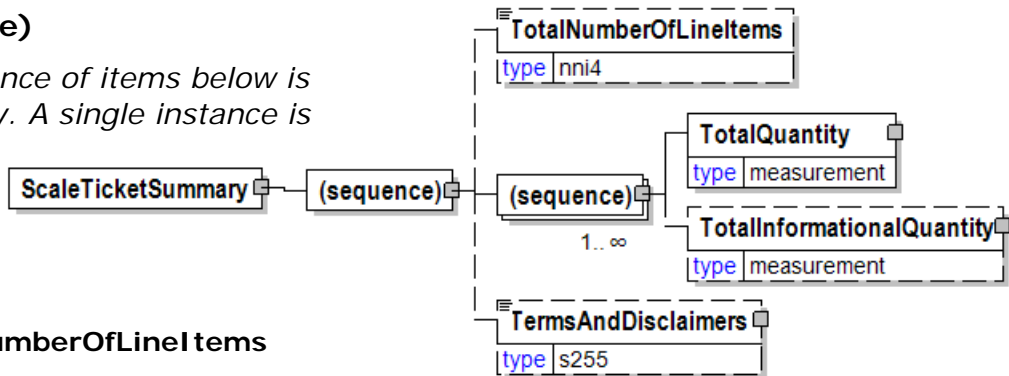 e)
nce of items below is
y. A single instance is
umberOfLineItems
ScaleTicketSummary
(sequence)
TotalNumberOfLineItems
type nni4
(sequence)
1.. ∞
TotalQuantity
type measurement
TotalInformationalQuantity
type measurement
TermsAndDisclaimers
type s255